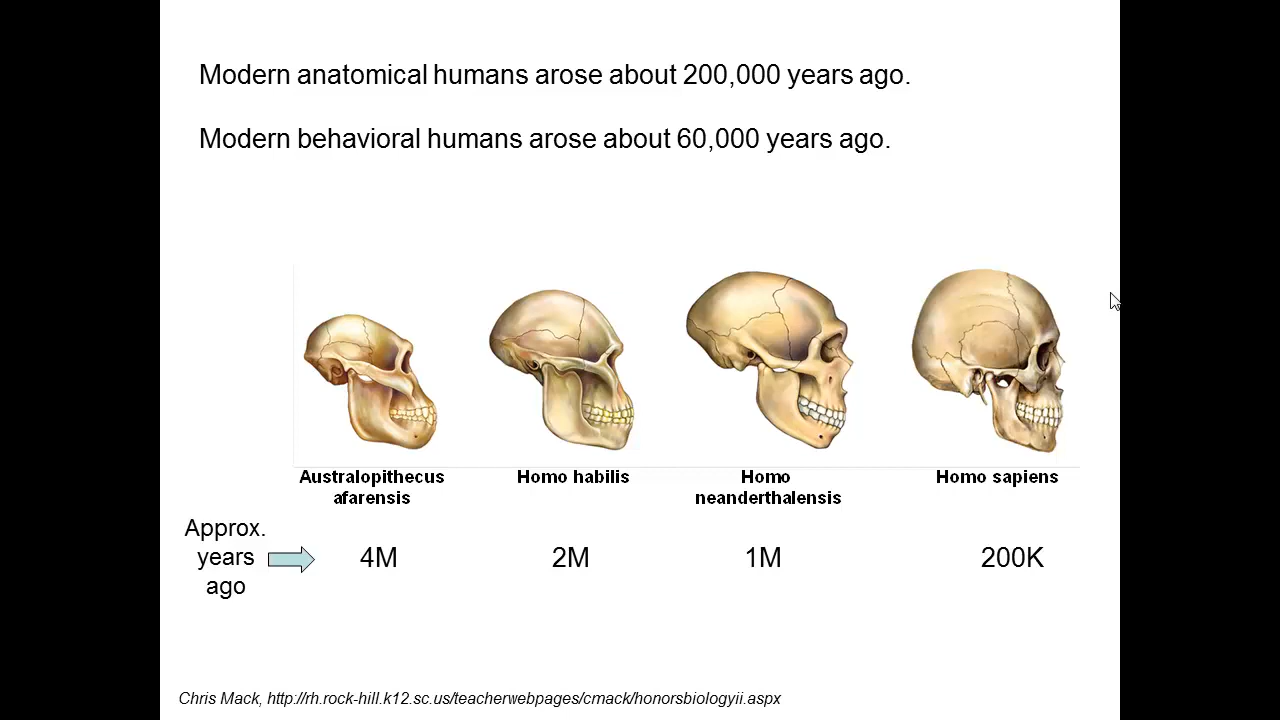 Modern anatomical humans arose about 200,000 years ago.
Modern behavioral humans arose about 60,000 years ago.
Australopithecus
afarensis
Homo habilis
Homo
neanderthalensis
Homo sapiens
Approx.
years
ago
4M
2M
1M
200K
Chris Mack, http://rh.rock-hill.k12.sc.us/teacherwebpages/cmack/honorsbiologyii.aspx